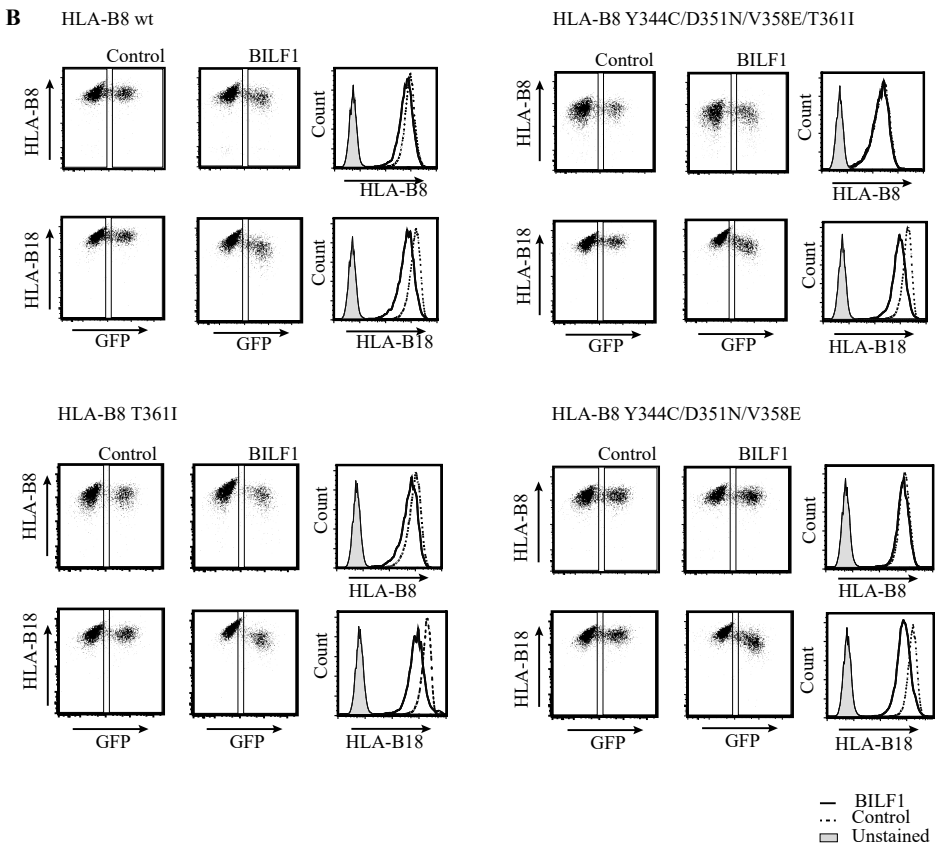 B
HLA-B8 wt
Control
BILF1
HLA-B8
Count
HLA-B8
HLA-B18
Count
GFP
GFP
HLA-B18
HLA-B8 Y344C/D351N/V358E/T361I
Control
BILF1
HLA-B8
Count
HLA-B8
HLA-B18
Count
GFP
GFP
HLA-B18
HLA-B8 T361I
Control
BILF1
HLA-B8
Count
HLA-B8
HLA-B18
Count
GFP
GFP
HLA-B18
HLA-B8 Y344C/D351N/V358E
Control
BILF1
HLA-B8
Count
HLA-B8
HLA-B18
Count
GFP
GFP
HLA-B18
BILF1
Control
Unstained